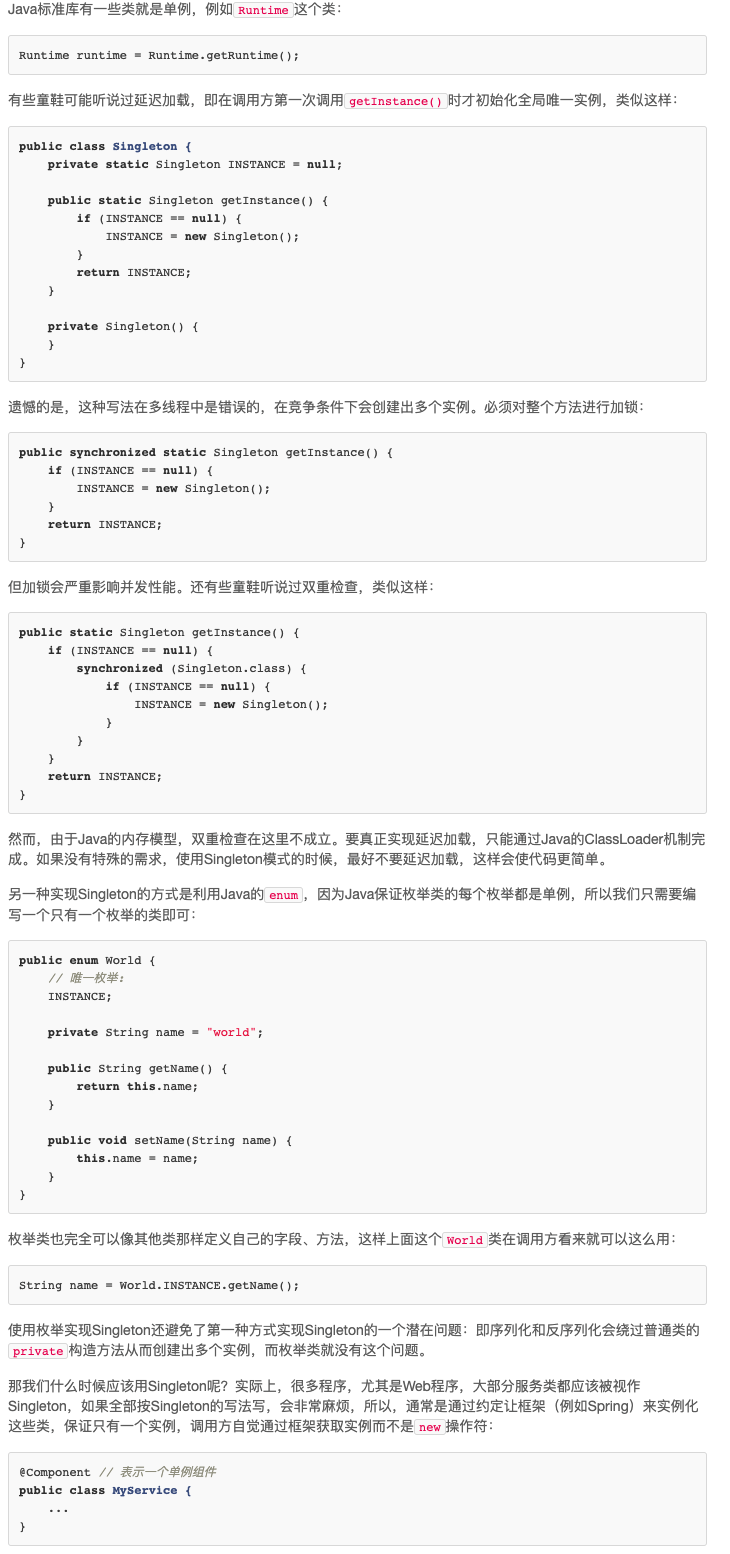 Java标准库有一些类就是单例，例如Runtime这个类：
Runtime runtime = Runtime.getRuntime();
有些童鞋可能听说过延迟加载，即在调用方第一次调用getInstance()时才初始化全局唯一实例，类似这样：
public class Singleton {
    private static Singleton INSTANCE = null;

    public static Singleton getInstance() {
        if (INSTANCE == null) {
            INSTANCE = new Singleton();
        }
        return INSTANCE;
    }

    private Singleton() {
    }
}
遗憾的是，这种写法在多线程中是错误的，在竞争条件下会创建出多个实例。必须对整个方法进行加锁：
public synchronized static Singleton getInstance() {
    if (INSTANCE == null) {
        INSTANCE = new Singleton();
    }
    return INSTANCE;
}
但加锁会严重影响并发性能。还有些童鞋听说过双重检查，类似这样：
public static Singleton getInstance() {
    if (INSTANCE == null) {
        synchronized (Singleton.class) {
            if (INSTANCE == null) {
                INSTANCE = new Singleton();
            }
        }
    }
    return INSTANCE;
}
然而，由于Java的内存模型，双重检查在这里不成立。要真正实现延迟加载，只能通过Java的ClassLoader机制完
成。如果没有特殊的需求，使用Singleton模式的时候，最好不要延迟加载，这样会使代码更简单。
另一种实现Singleton的方式是利用Java的enum，因为Java保证枚举类的每个枚举都是单例，所以我们只需要编
写一个只有一个枚举的类即可：
public enum World {
    // 唯一枚举：
    INSTANCE;

    private String name = "world";

    public String getName() {
        return this.name;
    }

    public void setName(String name) {
        this.name = name;
    }
}
枚举类也完全可以像其他类那样定义自己的字段、方法，这样上面这个World类在调用方看来就可以这么用：
String name = World.INSTANCE.getName();
使用枚举实现Singleton还避免了第一种方式实现Singleton的一个潜在问题：即序列化和反序列化会绕过普通类的
private构造方法从而创建出多个实例，而枚举类就没有这个问题。
那我们什么时候应该用Singleton呢？实际上，很多程序，尤其是Web程序，大部分服务类都应该被视作
Singleton，如果全部按Singleton的写法写，会非常麻烦，所以，通常是通过约定让框架（例如Spring）来实例化
这些类，保证只有一个实例，调用方自觉通过框架获取实例而不是new操作符：
@Component // 表示一个单例组件
public class MyService {
    ...
}